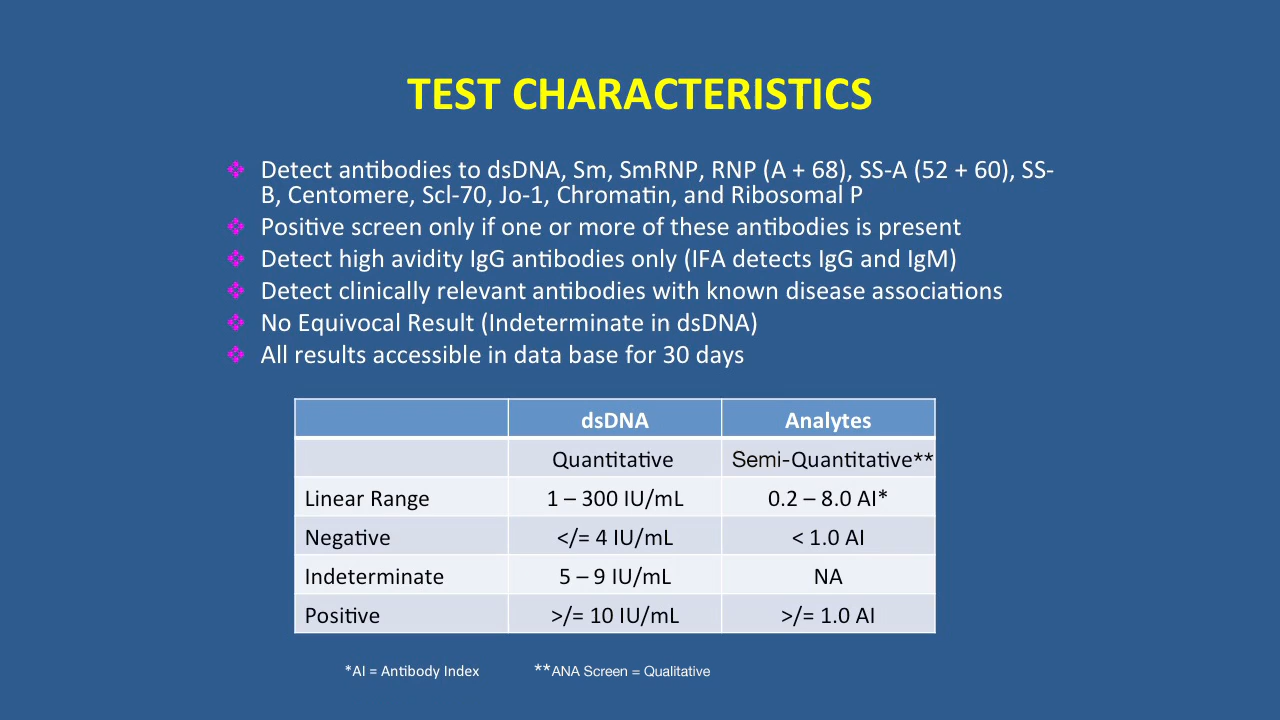 TEST CHARACTERISTICS
❖ Detect antibodies to dsDNA, Sm, SmRNP, RNP (A + 68), SS-A (52 + 60), SS-
B, Centomere, Scl-70, Jo-1, Chromatin, and Ribosomal P
❖ Positive screen only if one or more of these antibodies is present
❖ Detect high avidity IgG antibodies only (IFA detects IgG and IgM)
❖ Detect clinically relevant antibodies with known disease associations
❖ No Equivocal Result (Indeterminate in dsDNA)
❖ All results accessible in data base for 30 days
dsDNA Analytes
Quantitative Semi-Quantitative**
Linear Range 1 – 300 IU/mL 0.2 – 8.0 AI*
Negative </= 4 IU/mL < 1.0 AI
Indeterminate 5 – 9 IU/mL NA
Positive >/= 10 IU/mL >/= 1.0 AI
*AI = Antibody Index **ANA Screen = Qualitative